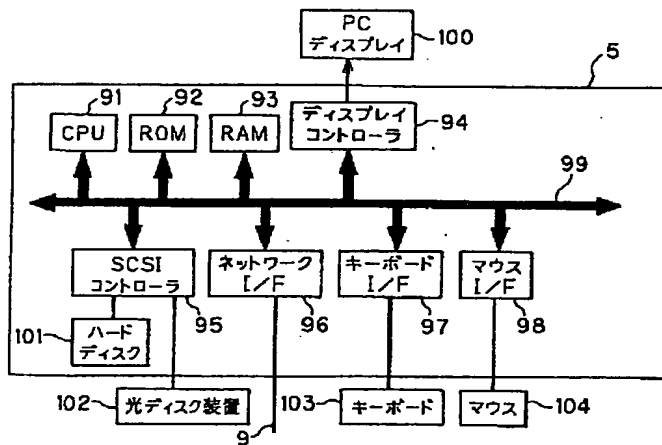 PC
ディスプレイ
100
5
91
92
93
CPU
ROM
RAM
ディスプレイ
コントローラ
94
99
SCSI
コントローラ
95
ネットワーク
I/F
96
キーボード
I/F
97
マウス
I/F
98
101
ハード
ディスク
102
光ディスク装置
9
103
キーボード
マウス
104